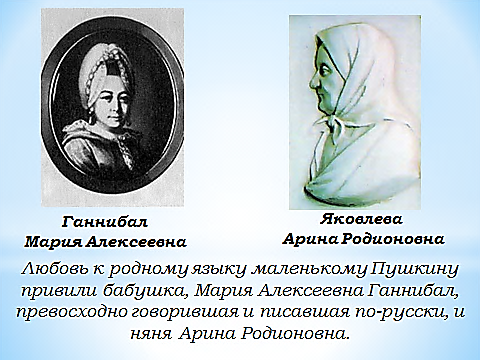 Ганнибал
Мария Алексеевна
Яковлева
Арина Родионовна
Любовь к родному языку маленькому Пушкину
привили бабушка, Мария Алексеевна Ганнибал,
превосходно говорившая и писавшая по-русски, и
няня Арина Родионовна.